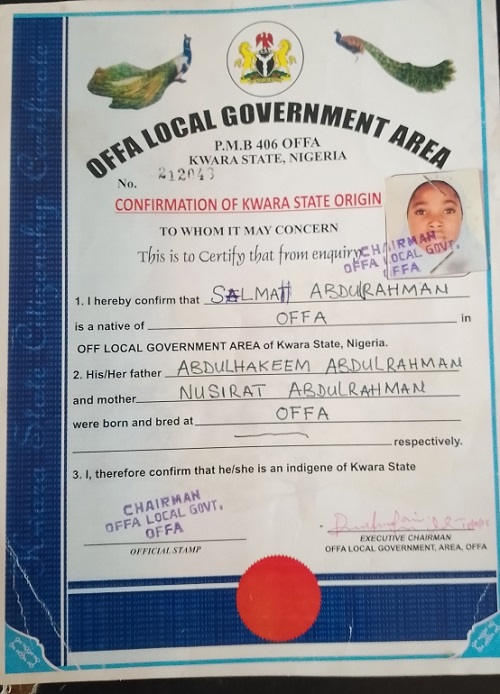 OFFA LOCAL GOVERNMENT AREA
P.M.B 406 OFFA
KWARA STATE, NIGERIA
No. 212043
CONFIRMATION OF KWARA STATE ORIGIN
TO WHOM IT MAY CONCERN
This is to Certify that from enquiry
CHAIRMAN
OFFA LOCAL GOVT.
OFFA
1. I hereby confirm that SALMAH ABDULRAHMAN
is a native of OFFA in
OFF LOCAL GOVERNMENT AREA of Kwara State, Nigeria.
2. His/Her father ABDULHAKEEM ABDULRAHMAN
and mother NUSIRAT ABDULRAHMAN
were born and bred at OFFA
respectively.
3. I, therefore confirm that he/she is an indigene of Kwara State
CHAIRMAN
OFFA LOCAL GOVT.
OFFA
OFFICIAL STAMP
EXECUTIVE CHAIRMAN
OFFA LOCAL GOVERNMENT, AREA, OFFA
Kwara State Citizenship Certificate